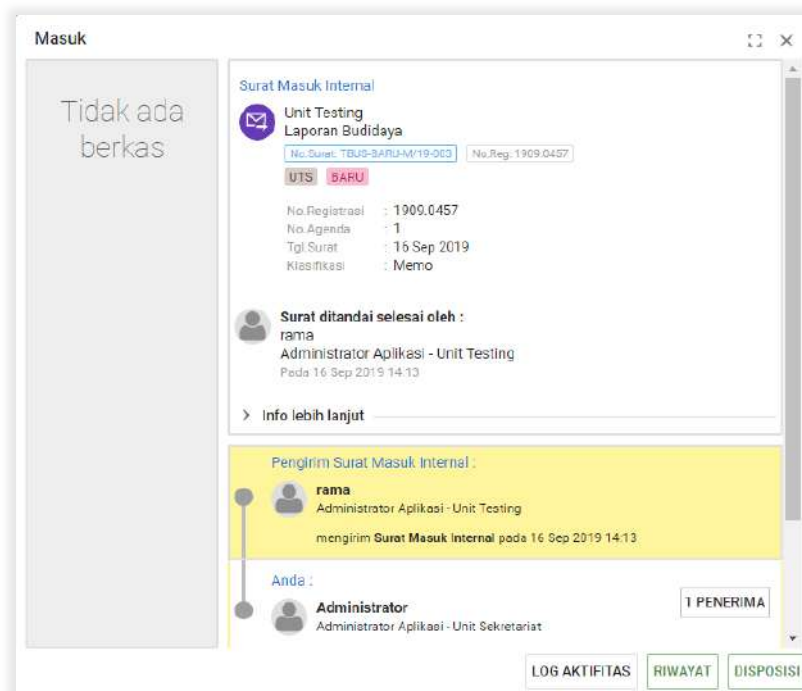 Masuk
Tidak ada
berkas
Surat Masuk Internal
Unit Testing
Laporan Budidaya
No.Surat: TBUS-BARU-M/19-003 No.Reg: 1909.0457
UTS BARU
No.Registrasi : 1909.0457
No.Agenda : 1
Tgl.Surat : 16 Sep 2019
Klasifikasi : Memo
Surat ditandai selesai oleh :
rama
Administrator Aplikasi - Unit Testing
Pada 16 Sep 2019 14:13
Info lebih lanjut
Pengirim Surat Masuk Internal :
rama
Administrator Aplikasi - Unit Testing
mengirim Surat Masuk Internal pada 16 Sep 2019 14:13
Anda :
Administrator
Administrator Aplikasi - Unit Sekretariat
1 PENERIMA
LOG AKTIFITAS RIWAYAT DISPOSISI